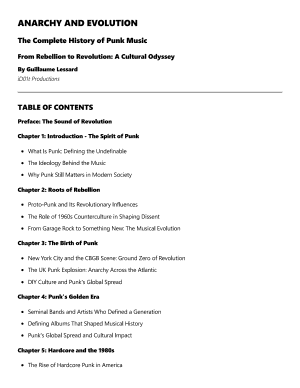 ANARCHY AND EVOLUTION
The Complete History of Punk Music
From Rebellion to Revolution: A Cultural Odyssey
By Guillaume Lessard
iD01t Productions
TABLE OF CONTENTS
Preface: The Sound of Revolution
Chapter 1: Introduction - The Spirit of Punk
• What Is Punk: Defining the Undefinable
• The Ideology Behind the Music
• Why Punk Still Matters in Modern Society
Chapter 2: Roots of Rebellion
• Proto-Punk and Its Revolutionary Influences
• The Role of 1960s Counterculture in Shaping Dissent
• From Garage Rock to Something New: The Musical Evolution
Chapter 3: The Birth of Punk
• New York City and the CBGB Scene: Ground Zero of Revolution
• The UK Punk Explosion: Anarchy Across the Atlantic
• DIY Culture and Punk's Global Spread
Chapter 4: Punk's Golden Era
• Seminal Bands and Artists Who Defined a Generation
• Defining Albums That Shaped Musical History
• Punk's Global Spread and Cultural Impact
Chapter 5: Hardcore and the 1980s
• The Rise of Hardcore Punk in America